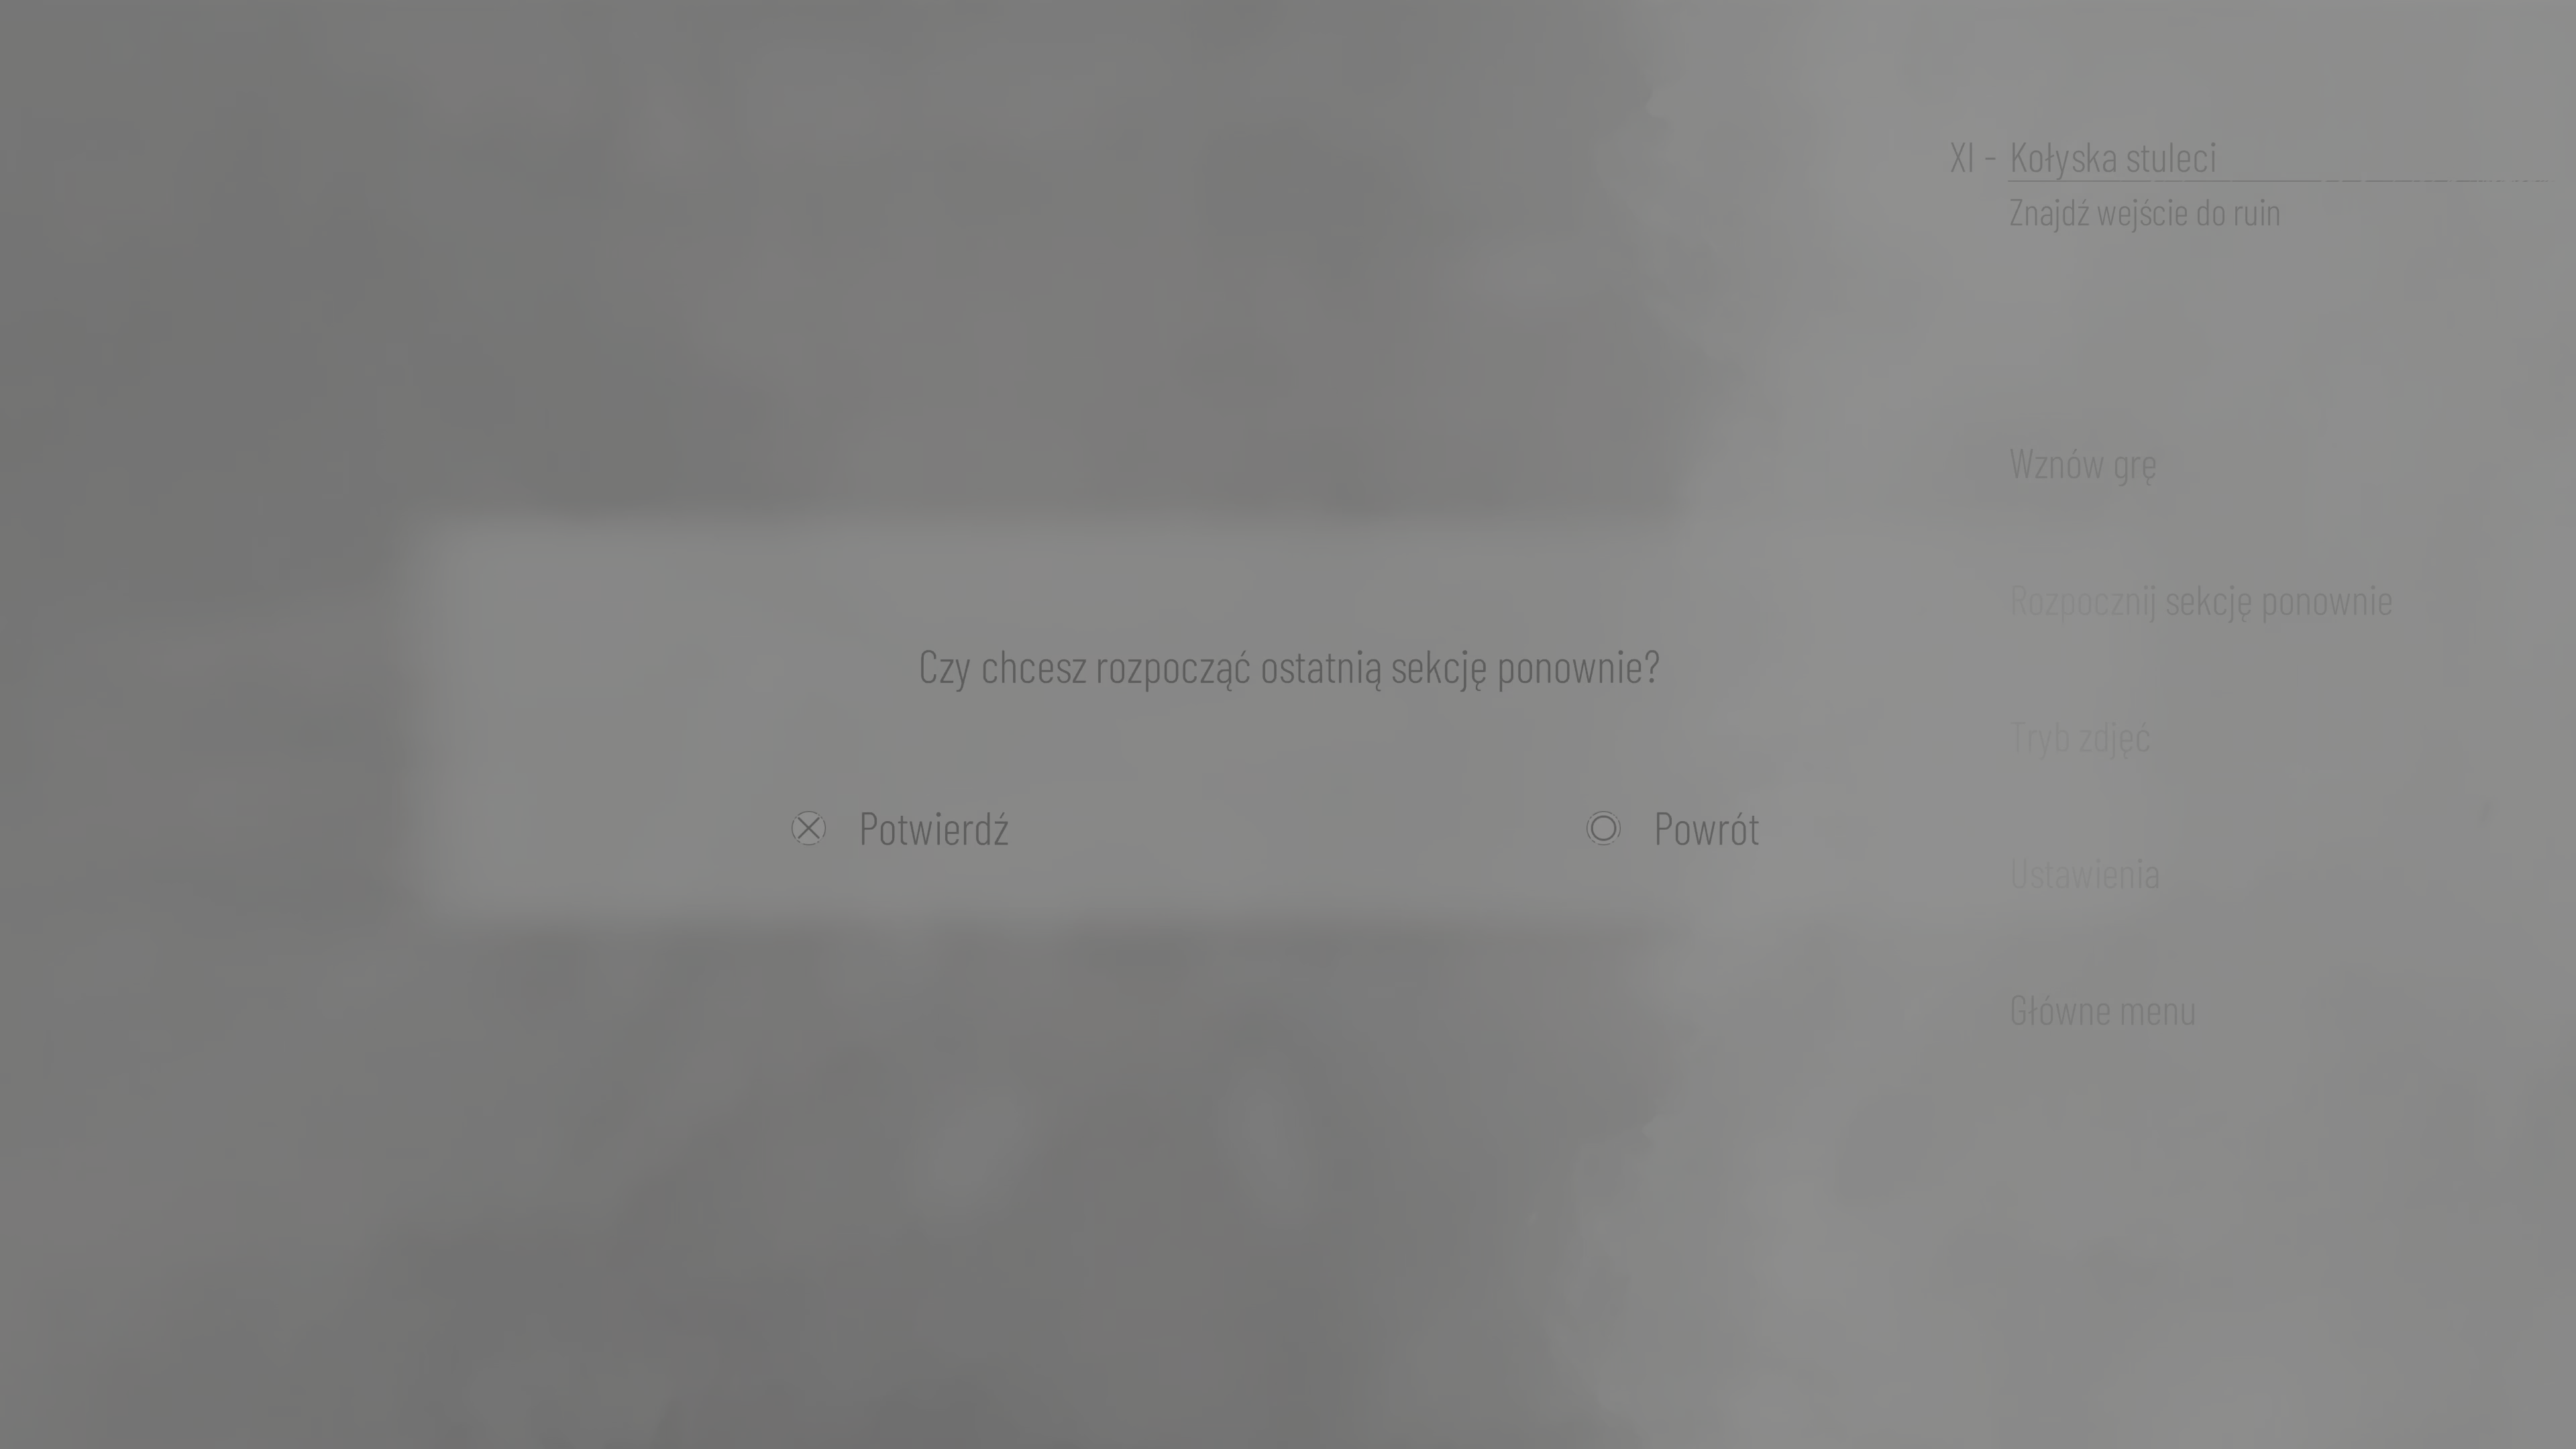 XI - Kołyska stuleci
Znajdź wejście do ruin
Wznów grę
Rozpocznij sekcję ponownie
Czy chcesz rozpocząć ostatnią sekcję ponownie?
Tryb zdjęć
Potwierdź
Powrót
Ustawienia
Główne menu